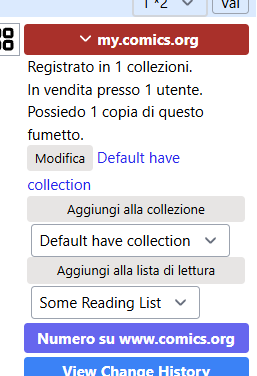 1 *2 Vai
my.comics.org
Registrato in 1 collezioni.
In vendita presso 1 utente.
Possiedo 1 copia di questo
fumetto.
Modifica Default have
collection
Aggiungi alla collezione
Default have collection
Aggiungi alla lista di lettura
Some Reading List
Numero su www.comics.org
View Change History